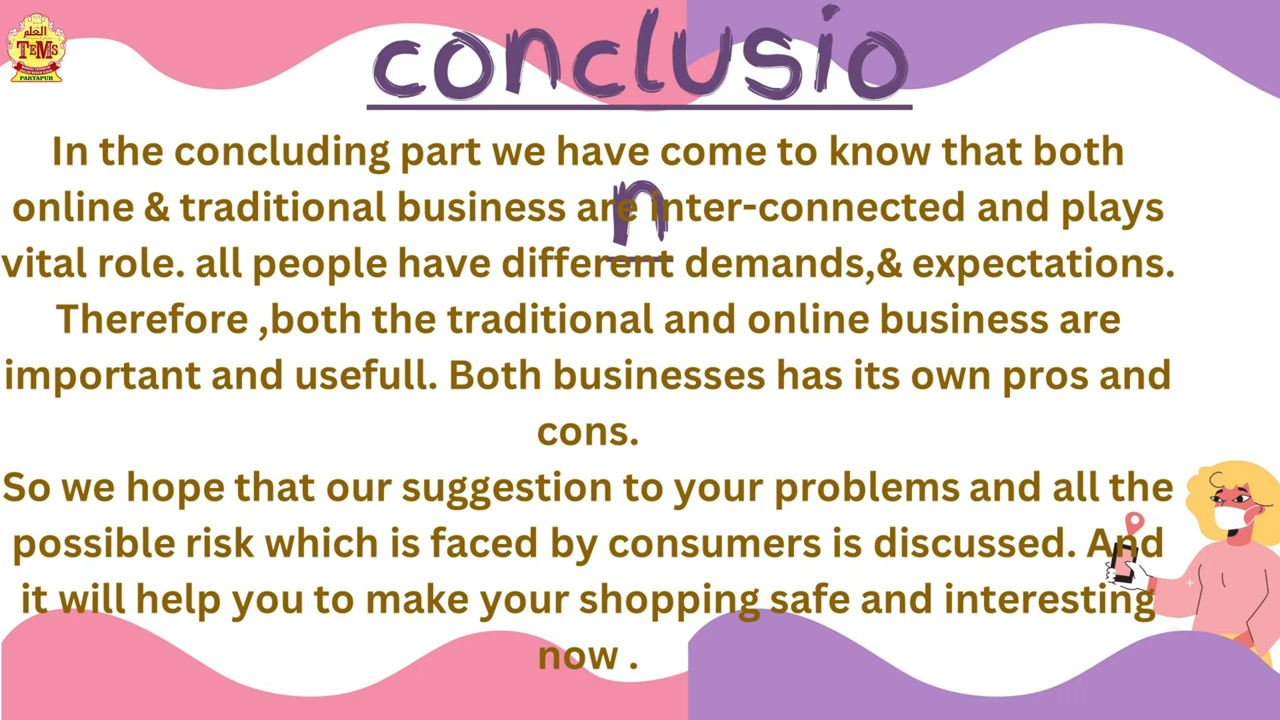 العلم
TEMS
PARTAPUR
conclusio
n
In the concluding part we have come to know that both
online & traditional business are inter-connected and plays
vital role. all people have different demands,& expectations.
Therefore ,both the traditional and online business are
important and usefull. Both businesses has its own pros and
cons.
So we hope that our suggestion to your problems and all the
possible risk which is faced by consumers is discussed. And
it will help you to make your shopping safe and interesting
now .